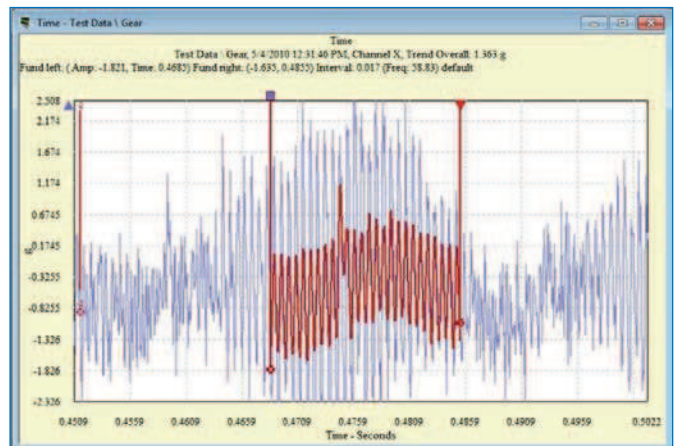 Time - Test Data \ Gear
Time
Test Data \ Gear, 5/4/2010 12:31:46 PM, Channel X, Trend Overall: 1.363 g
Fund left: ( Amp: -1.821, Time: 0.4685) Fund right: (-1.635, 0.4855) Interval: 0.017 (Freq: 58.83) default
2.508
2.174
1.674
1.174
0.6745
0.1745
g
-0.3255
-0.8255
-1.326
-1.826
-2.326
0.4509 0.4559 0.4609 0.4659 0.4709 0.4759 0.4809 0.4859 0.4909 0.4959 0.5022
Time - Seconds